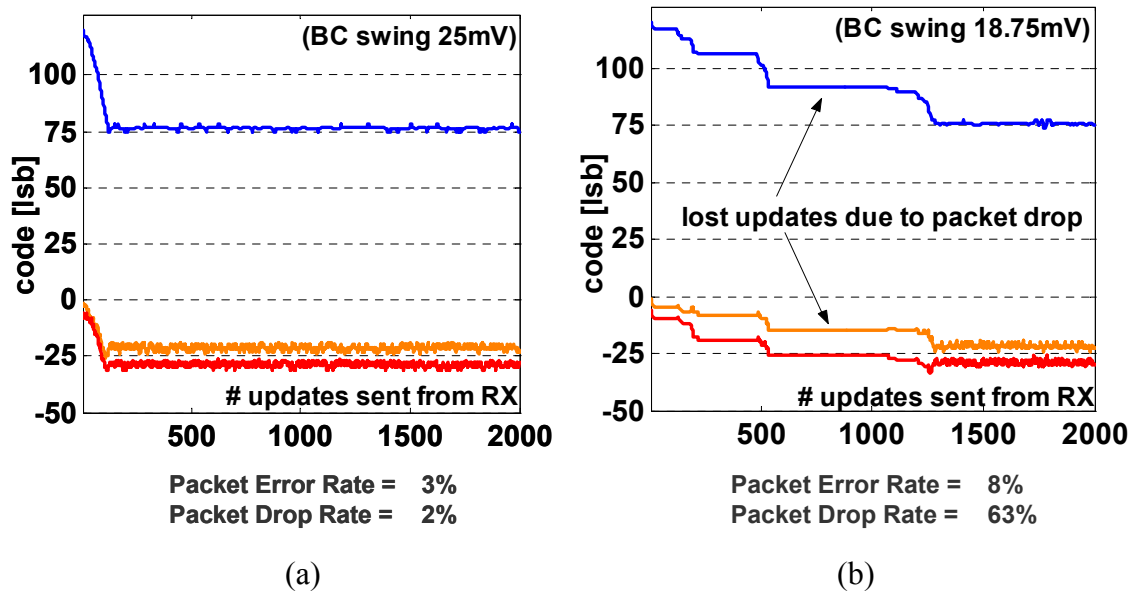 (BC swing 25mV)
code [lsb]
100
75
50
25
0
-25
-50
# updates sent from RX
500
1000
1500
2000
Packet Error Rate = 3%
Packet Drop Rate = 2%
(a)
(BC swing 18.75mV)
code [lsb]
100
75
50
25
0
-25
-50
lost updates due to packet drop
# updates sent from RX
500
1000
1500
2000
Packet Error Rate = 8%
Packet Drop Rate = 63%
(b)